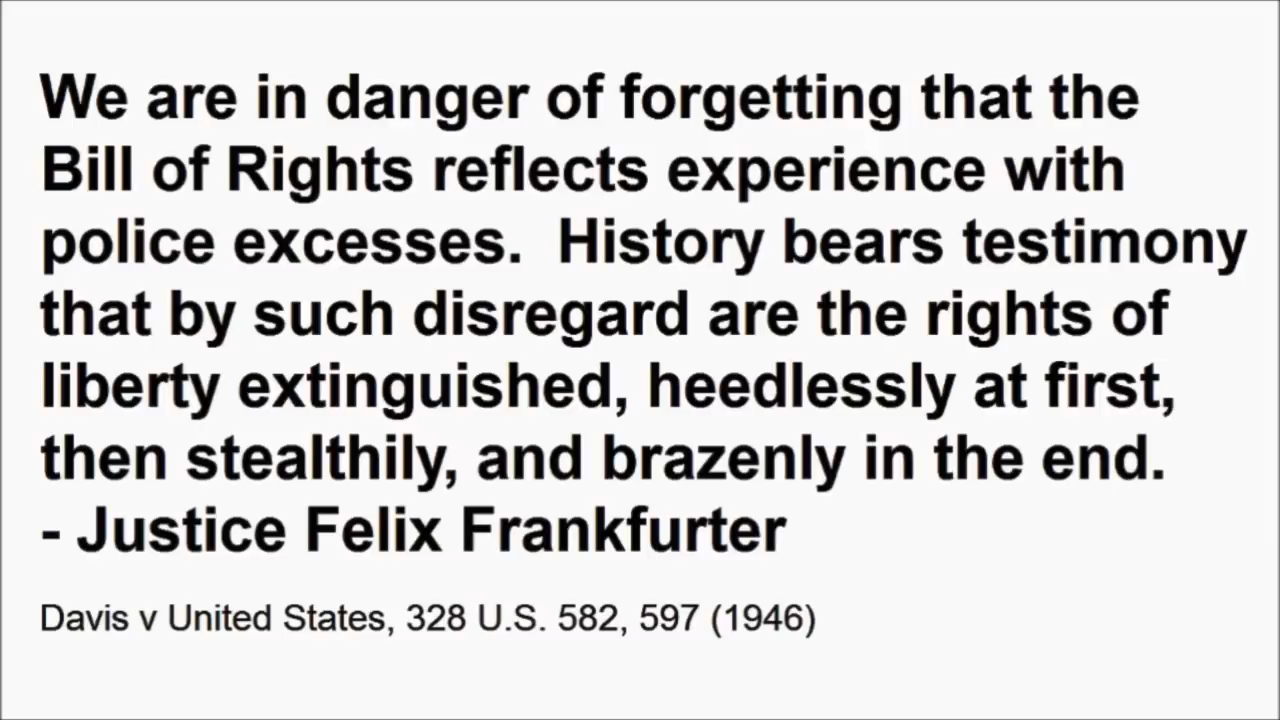 We are in danger of forgetting that the
Bill of Rights reflects experience with
police excesses.  History bears testimony
that by such disregard are the rights of
liberty extinguished, heedlessly at first,
then stealthily, and brazenly in the end.
- Justice Felix Frankfurter
Davis v United States, 328 U.S. 582, 597 (1946)